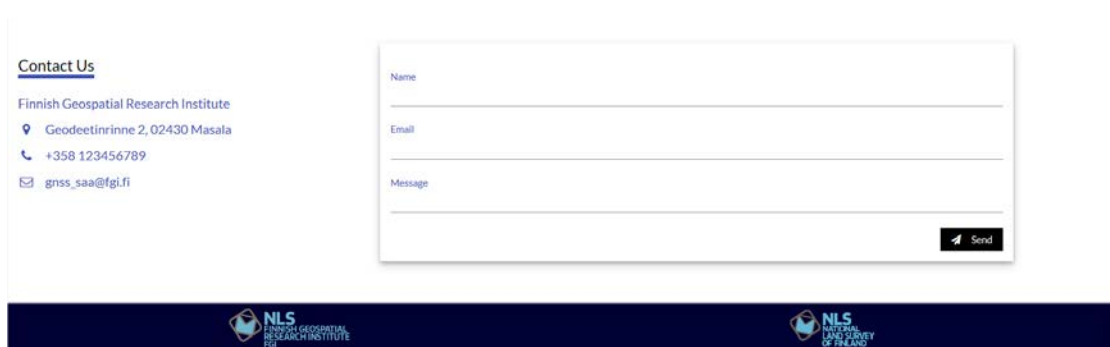 Contact Us
Finnish Geospatial Research Institute
Geodeetinrinne 2, 02430 Masala
+358 123456789
gnss_saa@fgi.fi
Name
Email
Message
Send
NLS
FINNISH GEOSPATIAL
RESEARCH INSTITUTE
FGI
NLS
NATIONAL
LAND SURVEY
OF FINLAND